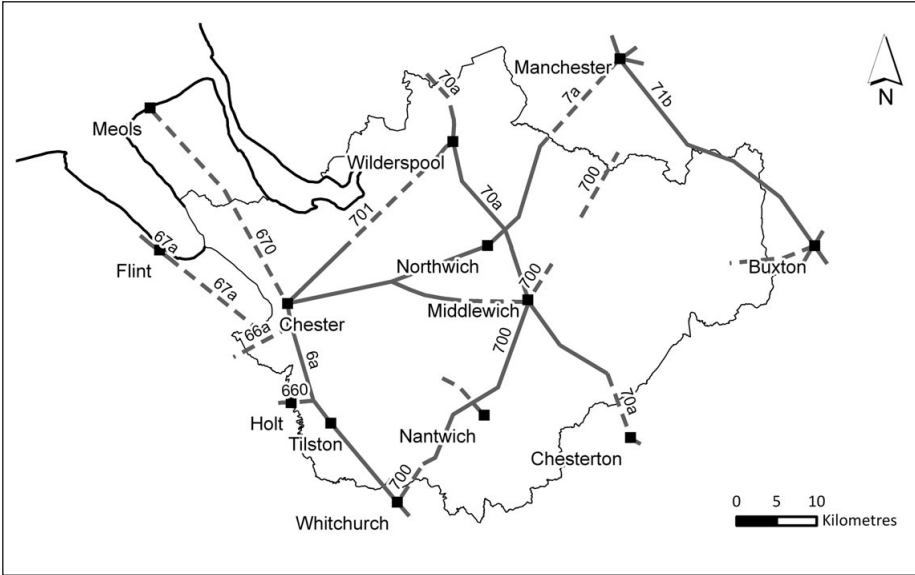 Manchester
70a
7a
71b
N
Meols
Wilderspool
700
701
70a
670
67a
Flint
67a
Northwich
Buxton
700
Chester
Middlewich
66a
6a
700
660
70a
Holt
Tilston
Nantwich
Chesterton
700
Whitchurch
0 5 10
Kilometres